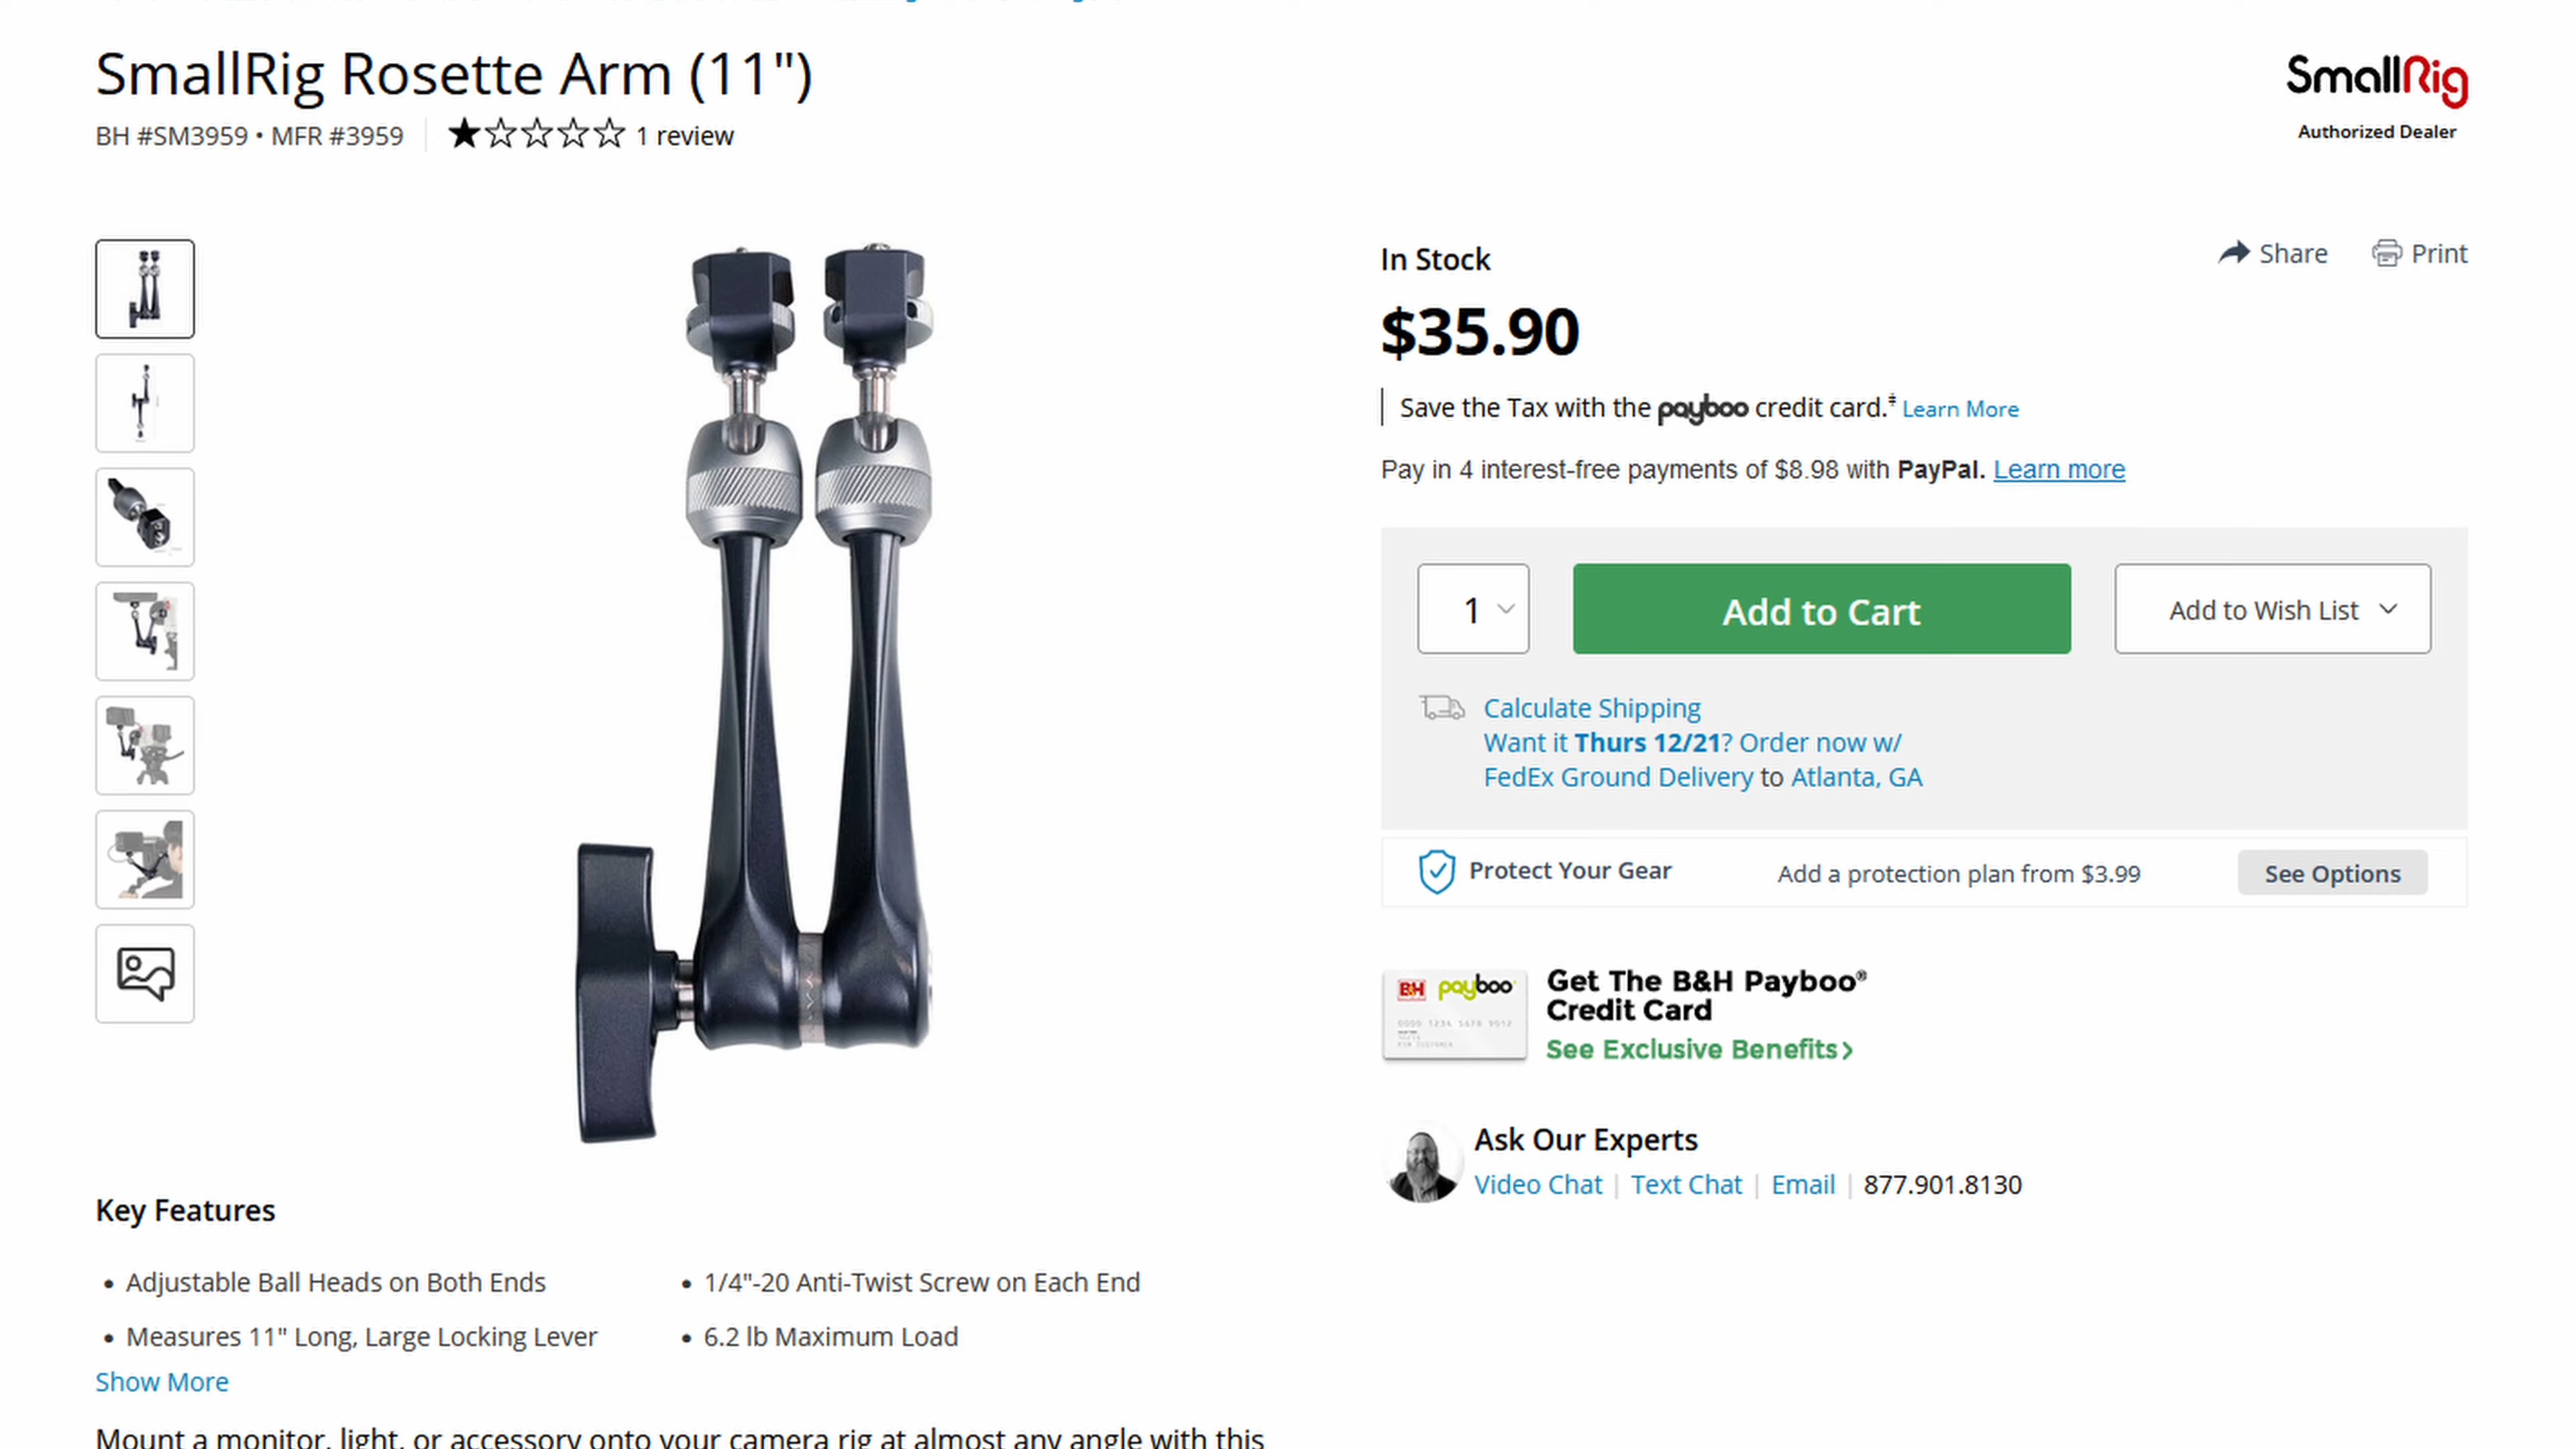 SmallRig Rosette Arm (11")
BH #SM3959 • MFR #3959
1 review
SmallRig
Authorized Dealer
In Stock
Share
Print
$35.90
Save the Tax with the payboo credit card.‡ Learn More
Pay in 4 interest-free payments of $8.98 with PayPal. Learn more
1
Add to Cart
Add to Wish List
Calculate Shipping
Want it Thurs 12/21? Order now w/
FedEx Ground Delivery to Atlanta, GA
Protect Your Gear
Add a protection plan from $3.99
See Options
B&H payboo
0000 1234 5678 9012
Get The B&H Payboo®
Credit Card
See Exclusive Benefits
Ask Our Experts
Video Chat | Text Chat | Email | 877.901.8130
Key Features
• Adjustable Ball Heads on Both Ends
• 1/4"-20 Anti-Twist Screw on Each End
• Measures 11" Long, Large Locking Lever
• 6.2 lb Maximum Load
Show More
Mount a monitor, light, or accessory onto your camera rig at almost any angle with this